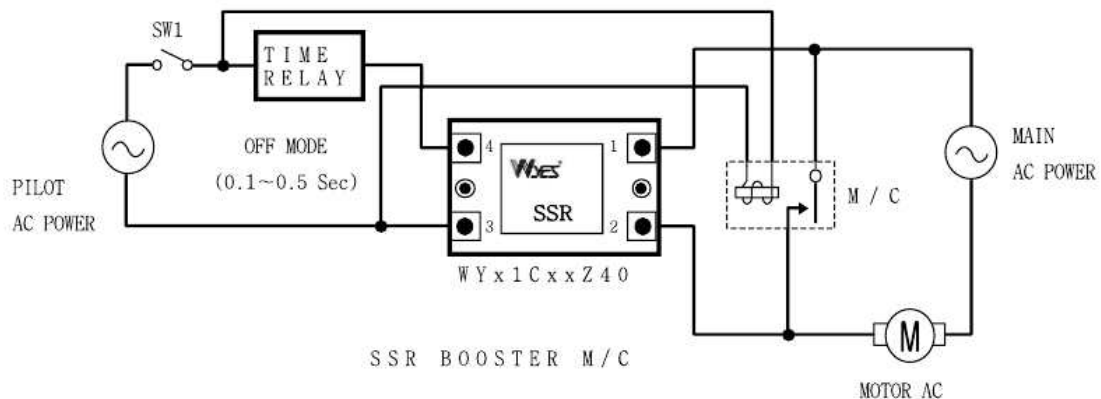 SW1
TIME
RELAY
OFF MODE
(0.1~0.5 Sec)
PILOT
AC POWER
4
3
1
2
WYES
SSR
WYx1CxxZ40
M / C
MAIN
AC POWER
M
MOTOR AC
SSR BOOSTER M/C